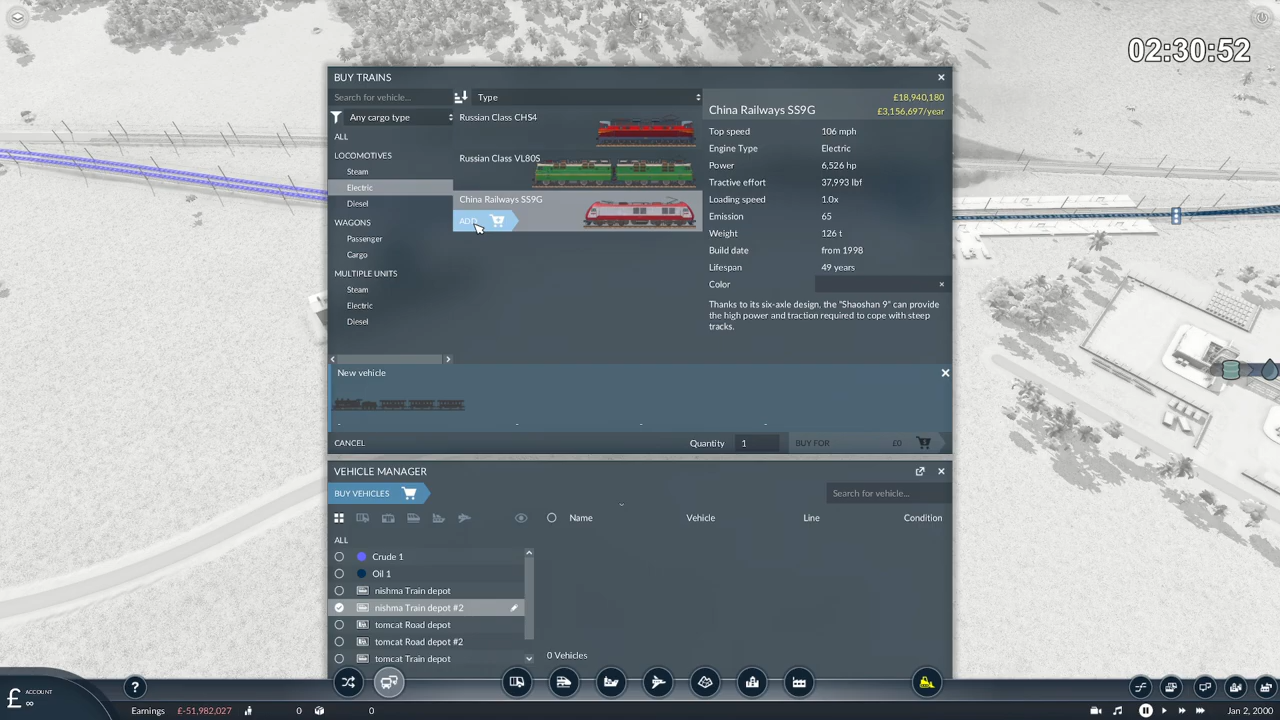 02:30:52
BUY TRAINS
Search for vehicle...
Type
Any cargo type
ALL
LOCOMOTIVES
Steam
Electric
Diesel
WAGONS
Passenger
Cargo
MULTIPLE UNITS
Steam
Electric
Diesel
Russian Class CHS4
Russian Class VL80S
China Railways SS9G
ADD
China Railways SS9G
£18,940,180
£3,156,697/year
Top speed 106 mph
Engine Type Electric
Power 6,526 hp
Tractive effort 37,993 lbf
Loading speed 1.0x
Emission 65
Weight 126 t
Build date from 1998
Lifespan 49 years
Color
Thanks to its six-axle design, the "Shaoshan 9" can provide
the high power and traction required to cope with steep
tracks.
New vehicle
- - - -
CANCEL Quantity 1 BUY FOR £0
VEHICLE MANAGER
BUY VEHICLES
Search for vehicle...
Name Vehicle Line Condition
ALL
Crude 1
Oil 1
nishma Train depot
nishma Train depot #2
tomcat Road depot
tomcat Road depot #2
tomcat Train depot
0 Vehicles
£ ACCOUNT
∞
?
Earnings £-51,982,027 0 0
Jan 2, 2000